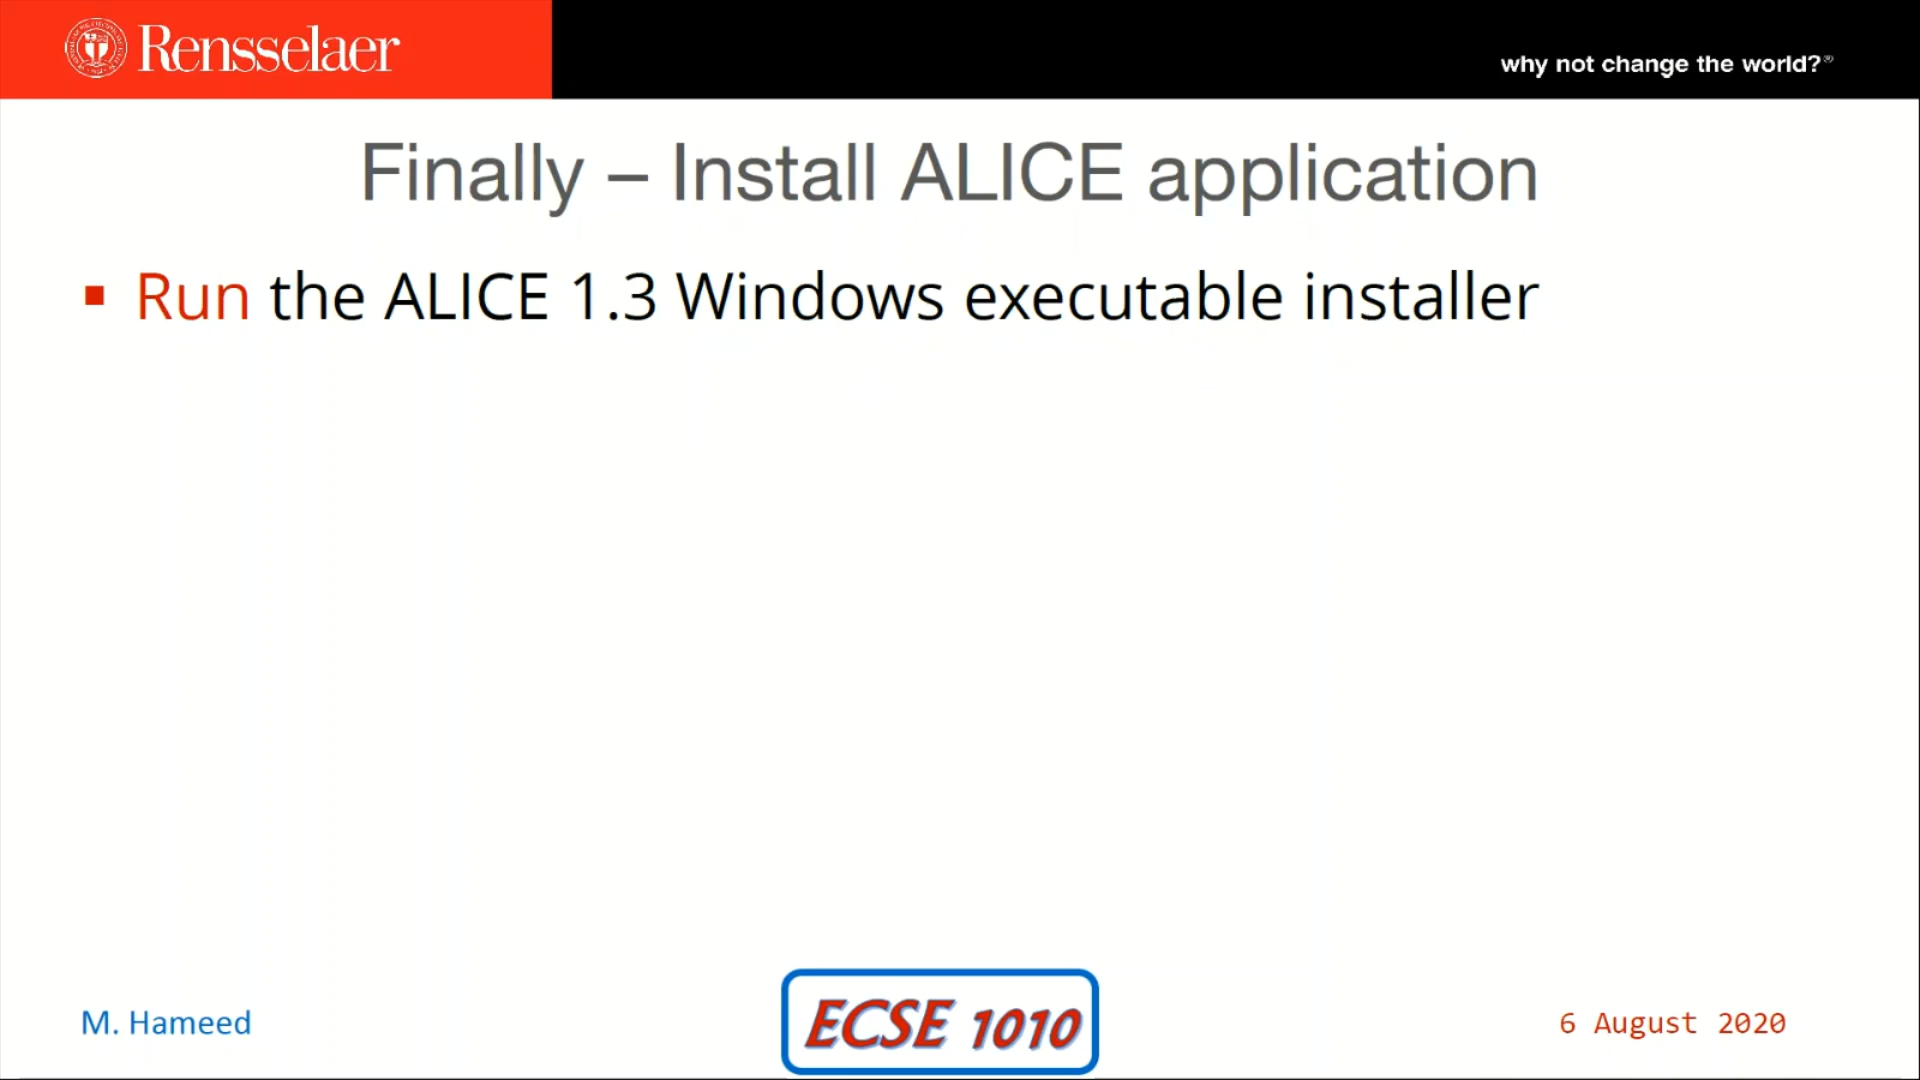 Rensselaer
why not change the world?®
Finally – Install ALICE application
▪ Run the ALICE 1.3 Windows executable installer
M. Hameed
ECSE 1010
6 August 2020